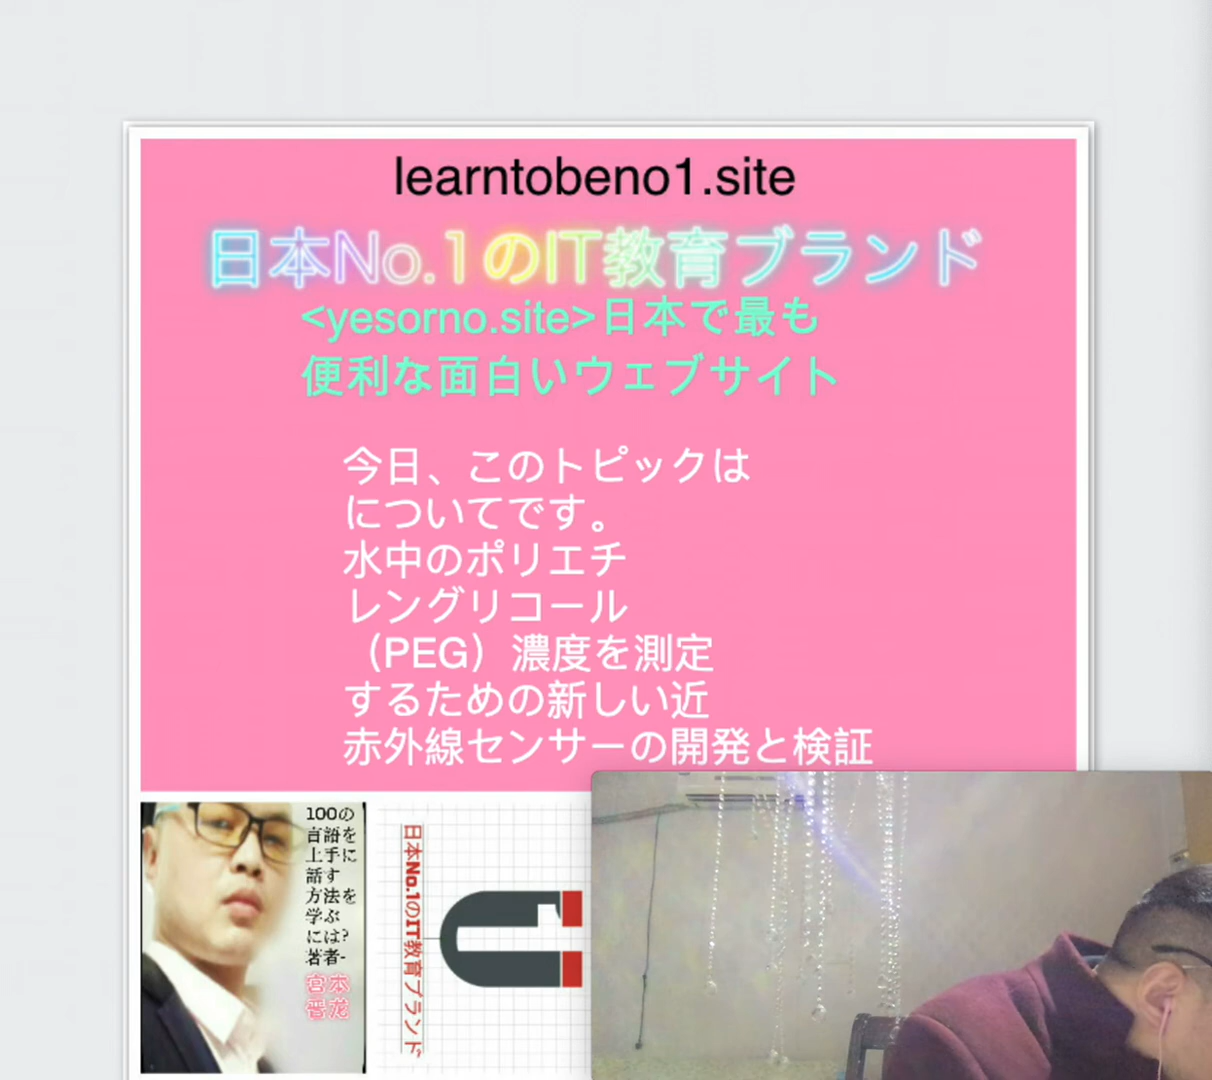 learntobeno1.site
日本No.1のIT教育ブランド
<yesorno.site>日本で最も
便利な面白いウェブサイト
今日、このトピックは
についてです。
水中のポリエチ
レングリコール
（PEG）濃度を測定
するための新しい近
赤外線センサーの開発と検証
100の
言語を
上手に
話す
方法を
学ぶ
には?
著者-
宮本
晋龙
日本No.1のIT教育ブランド